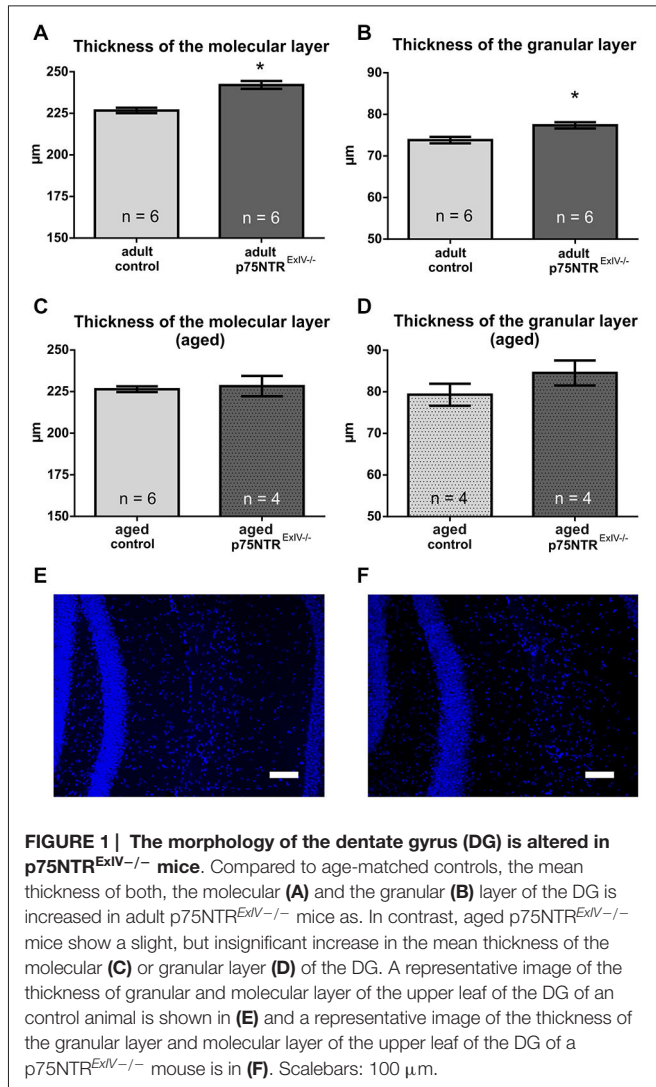 A
Thickness of the molecular layer
*
250
225
200
175
150
µm
n = 6
n = 6
adult
control
adult
p75NTR ExIV-/-
B
Thickness of the granular layer
*
90
80
70
60
50
µm
n = 6
n = 6
adult
control
adult
p75NTR ExIV-/-
C
Thickness of the molecular layer
(aged)
250
225
200
175
150
µm
n = 6
n = 4
aged
control
aged
p75NTR ExIV-/-
D
Thickness of the granular layer
(aged)
90
80
70
60
50
µm
n = 4
n = 4
aged
control
aged
p75NTR ExIV-/-
E
F
FIGURE 1 | The morphology of the dentate gyrus (DG) is altered in
p75NTR^ExIV−/− mice. Compared to age-matched controls, the mean
thickness of both, the molecular (A) and the granular (B) layer of the DG is
increased in adult p75NTR^ExIV−/− mice as. In contrast, aged p75NTR^ExIV−/−
mice show a slight, but insignificant increase in the mean thickness of the
molecular (C) or granular layer (D) of the DG. A representative image of the
thickness of granular and molecular layer of the upper leaf of the DG of an
control animal is shown in (E) and a representative image of the thickness of
the granular layer and molecular layer of the upper leaf of the DG of a
p75NTR^ExIV−/− mouse is in (F). Scalebars: 100 µm.